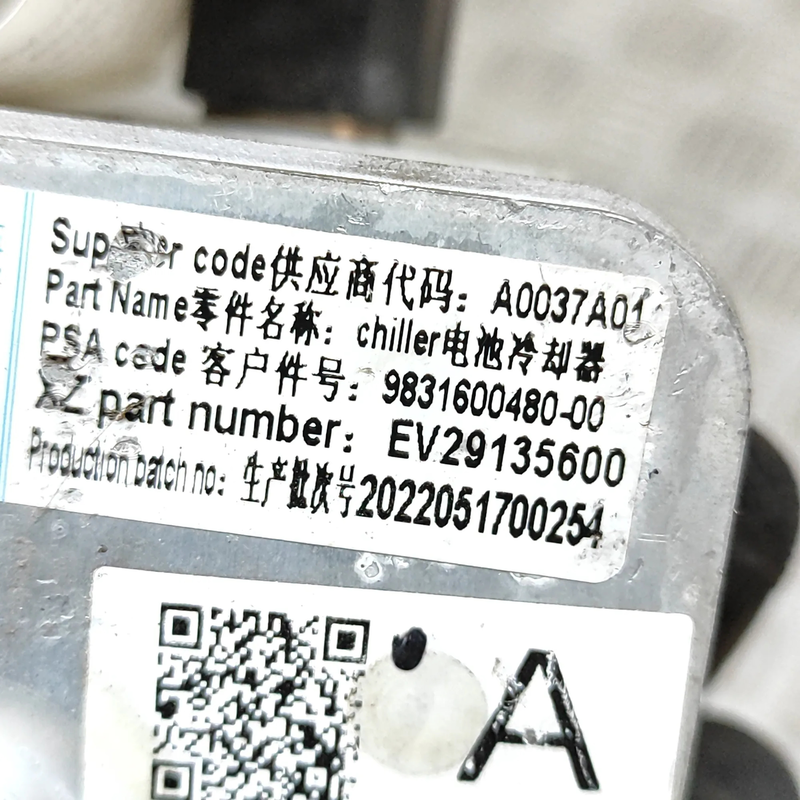 Supplier code供应商代码：A0037A01
Part Name零件名称：chiller电池冷却器
PSA code 客户件号：9831600480-00
XZ part number：EV29135600
Production batch no：生产批次号2022051700254
A